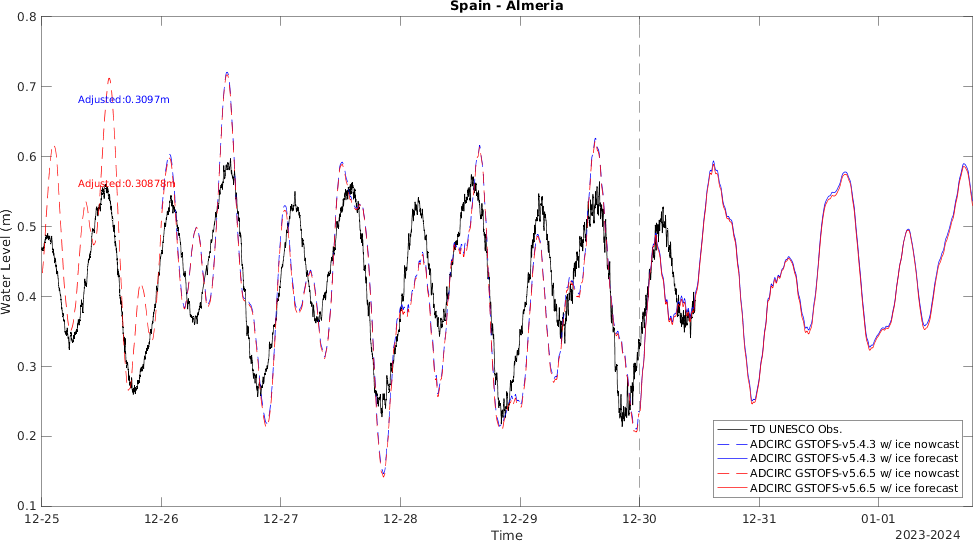 Spain - Almeria
0.8
0.7
0.6
0.5
0.4
0.3
0.2
0.1
Water Level (m)
Adjusted:0.3097m
Adjusted:0.30878m
TD UNESCO Obs.
ADCIRC GSTOFS-v5.4.3 w/ ice nowcast
ADCIRC GSTOFS-v5.4.3 w/ ice forecast
ADCIRC GSTOFS-v5.6.5 w/ ice nowcast
ADCIRC GSTOFS-v5.6.5 w/ ice forecast
12-25 12-26 12-27 12-28 12-29 12-30 12-31 01-01
Time
2023-2024